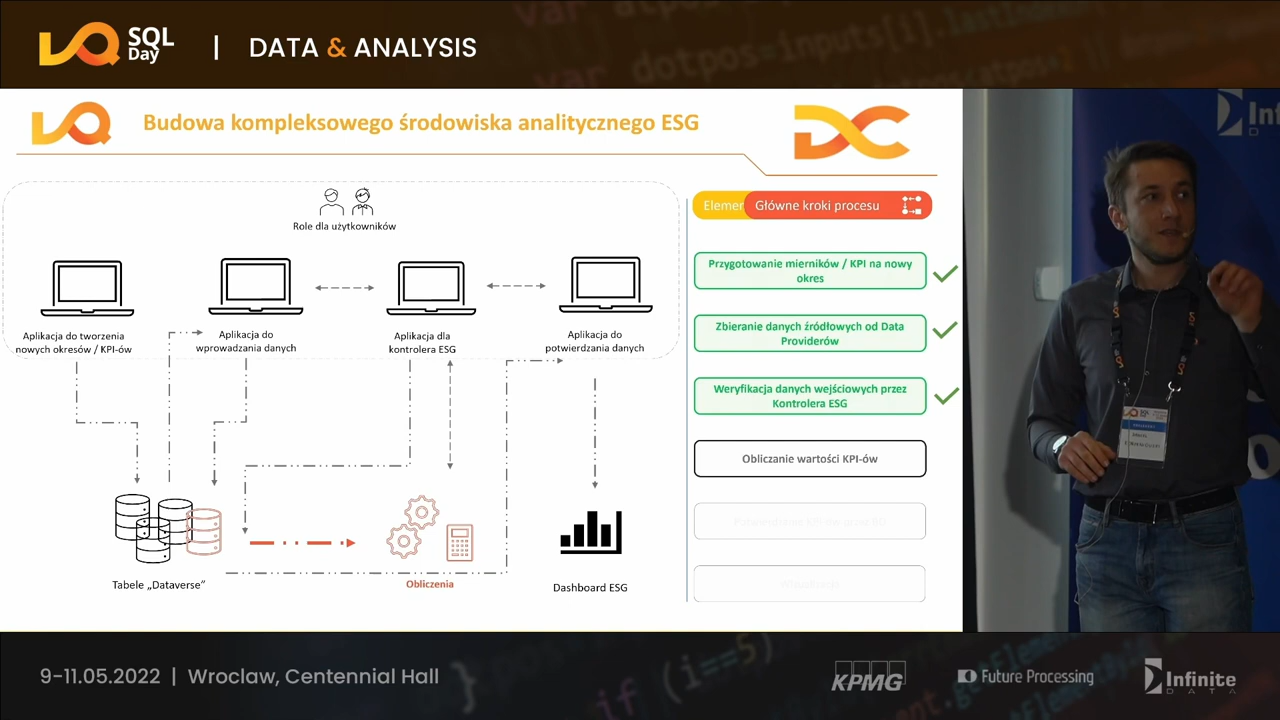 SQL
Day
| DATA & ANALYSIS
Budowa kompleksowego środowiska analitycznego ESG
Role dla użytkowników
Aplikacja do tworzenia
nowych okresów / KPI-ów
Aplikacja do
wprowadzania danych
Aplikacja dla
kontrolera ESG
Aplikacja do
potwierdzania danych
Tabele „Dataverse”
Obliczenia
Dashboard ESG
Elemen
Główne kroki procesu
Przygotowanie mierników / KPI na nowy
okres
Zbieranie danych źródłowych od Data
Providerów
Weryfikacja danych wejściowych przez
Kontrolera ESG
Obliczanie wartości KPI-ów
Inf
D
9-11.05.2022 | Wroclaw, Centennial Hall
KPMG
Future Processing
Infinite
DATA